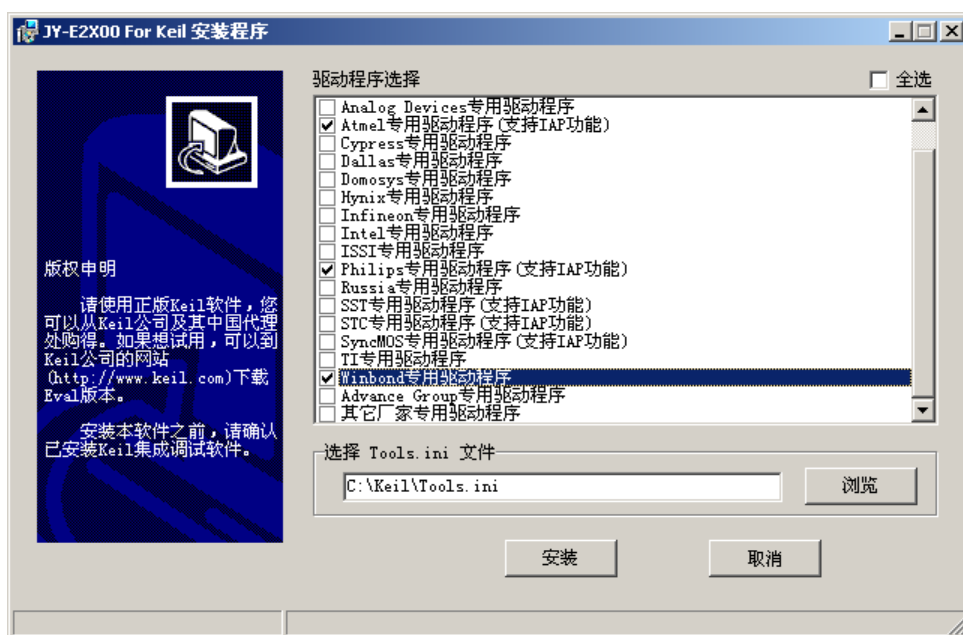 JY-E2X00 For Keil 安装程序
驱动程序选择
全选
Analog Devices专用驱动程序
Atmel专用驱动程序(支持IAP功能)
Cypress专用驱动程序
Dallas专用驱动程序
Domosys专用驱动程序
Hynix专用驱动程序
Infineon专用驱动程序
Intel专用驱动程序
ISSI专用驱动程序
Philips专用驱动程序(支持IAP功能)
Russia专用驱动程序
SST专用驱动程序(支持IAP功能)
STC专用驱动程序(支持IAP功能)
SyncMOS专用驱动程序(支持IAP功能)
TI专用驱动程序
Winbond专用驱动程序
Advance Group专用驱动程序
其它厂家专用驱动程序
版权申明
请使用正版Keil软件，您
可以从Keil公司及其中国代理
处购得。如果想试用，可以到
Keil公司的网站
(http://www.keil.com)下载
Eval版本。
安装本软件之前，请确认
已安装Keil集成调试软件。
选择 Tools.ini 文件
C:\Keil\Tools.ini
浏览
安装
取消